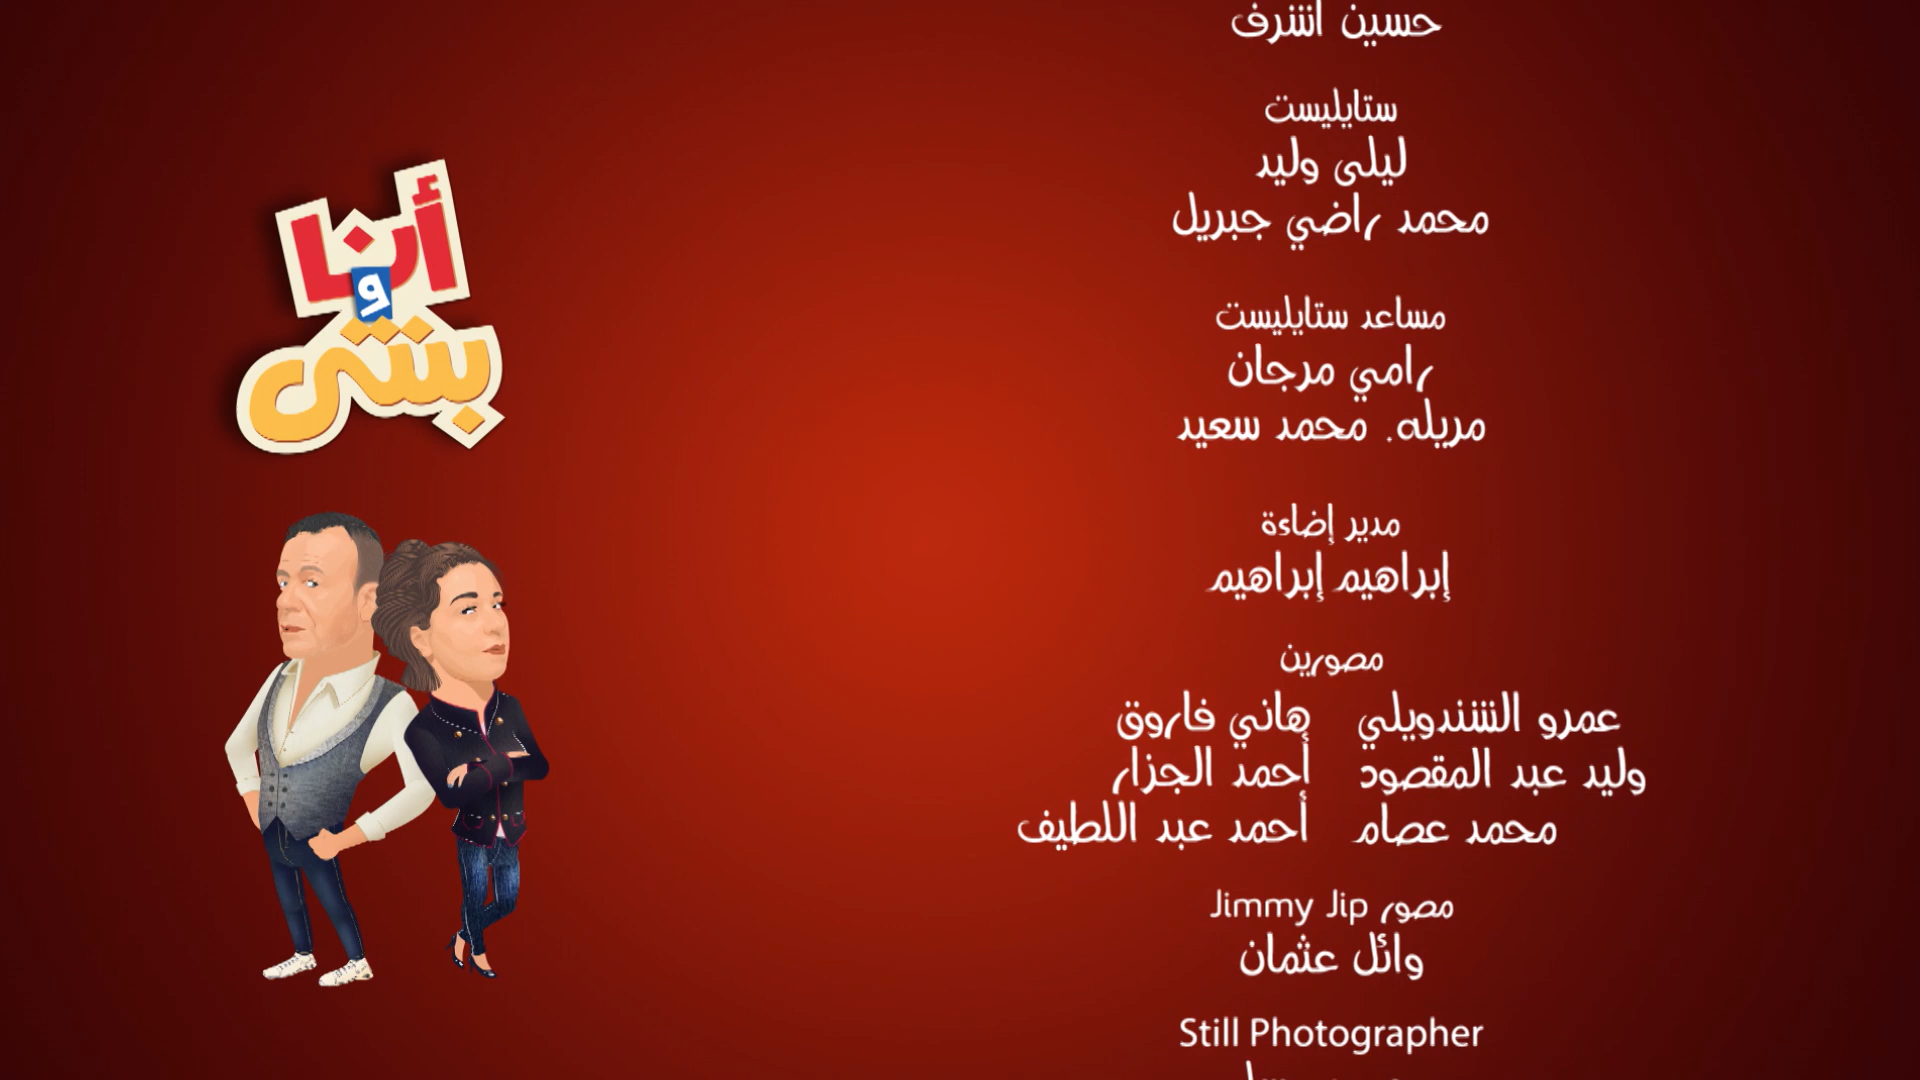 أنا
و
بنتى
حسين أشرف
ستايليست
ليلى وليد
محمد راضي جبريل
مساعد ستايليست
رامي مرجان
محمد سعيد
مدير إضاءة
إبراهيم إبراهيم
مصورين
عمرو الشندويلي هاني فاروق
وليد عبد المقصود أحمد الجزار
محمد عصام أحمد عبد اللطيف
مصور Jimmy Jip
وائل عثمان
Still Photographer